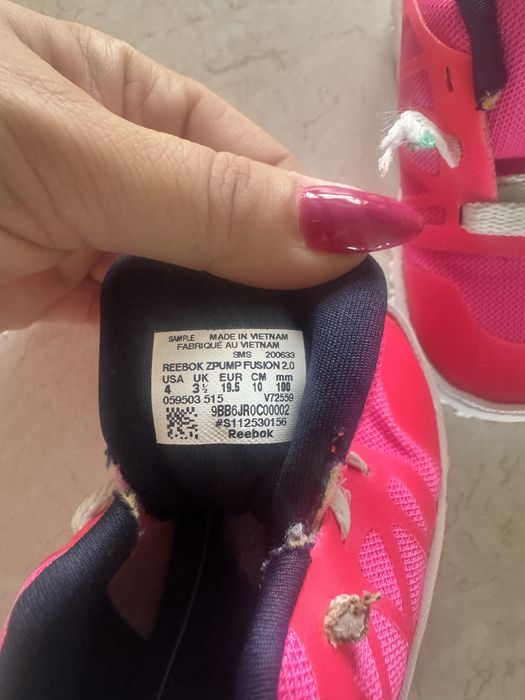 SAMPLE MADE IN VIETNAM
FABRIQUÉ AU VIETNAM
SMS 200633
REEBOK ZPUMP FUSION 2.0
USA UK EUR CM mm
4 3½ 19.5 10 100
059503 515 V72559
9BB6JR0C00002
#S112530156
Reebok